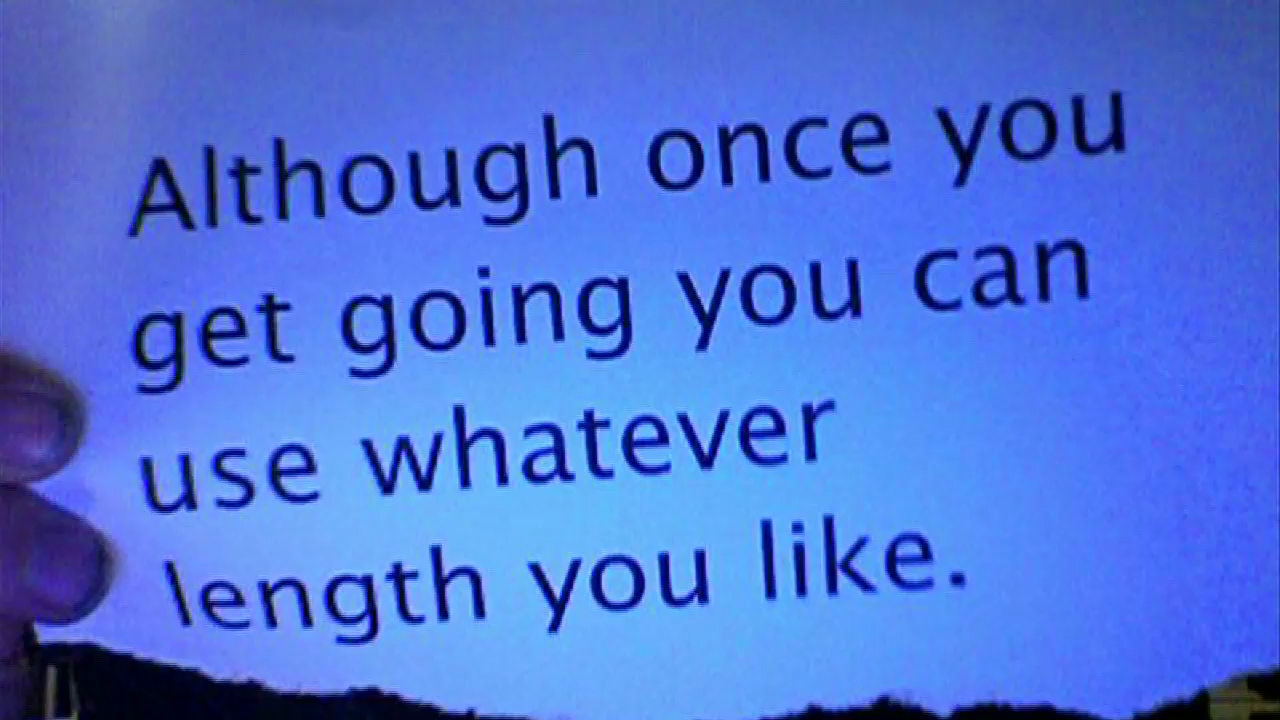 Although once you
get going you can
use whatever
length you like.